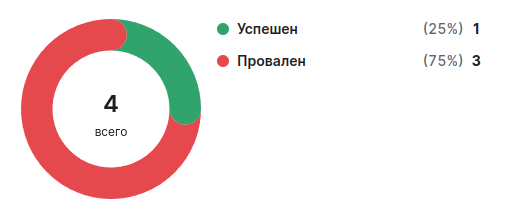 Успешен (25%) 1
Провален (75%) 3
4
всего